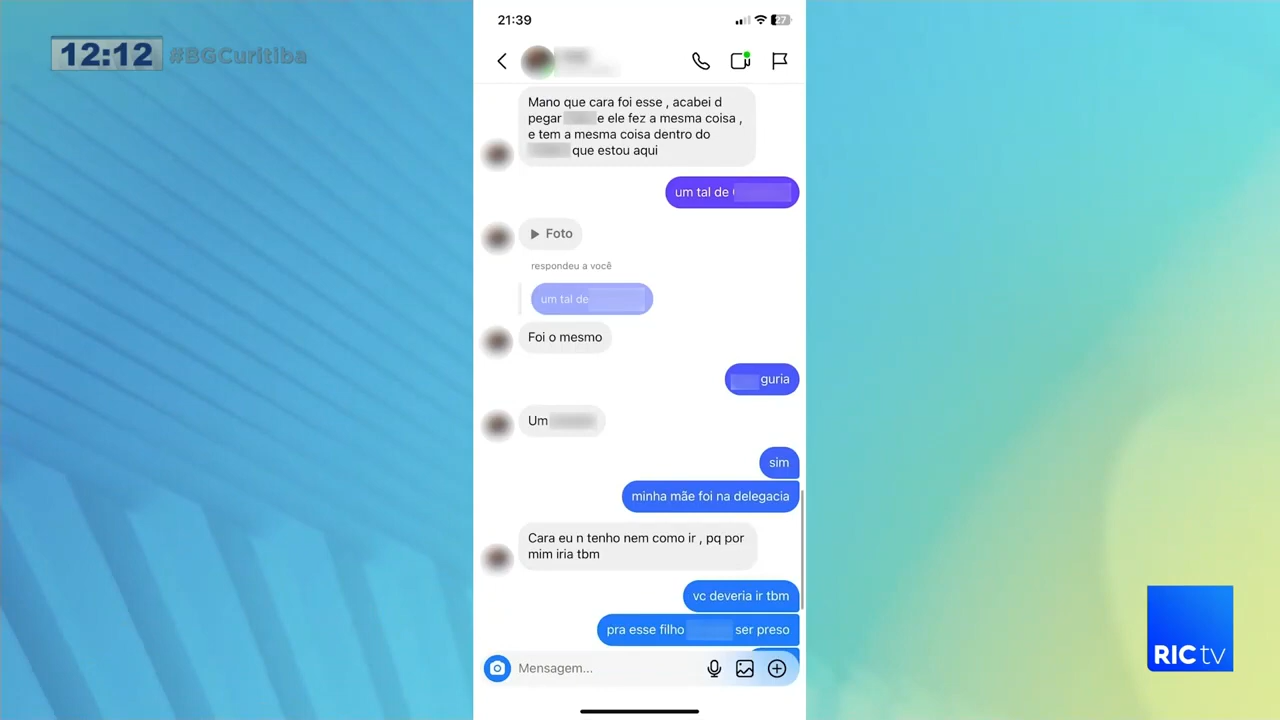 21:39
27
12:12 #BGCuritiba
Mano que cara foi esse , acabei d
pegar e ele fez a mesma coisa ,
e tem a mesma coisa dentro do
que estou aqui
um tal de
Foto
respondeu a você
um tal de
Foi o mesmo
guria
Um
sim
minha mãe foi na delegacia
Cara eu n tenho nem como ir , pq por
mim iria tbm
vc deveria ir tbm
pra esse filho ser preso
Mensagem...
RIC tv